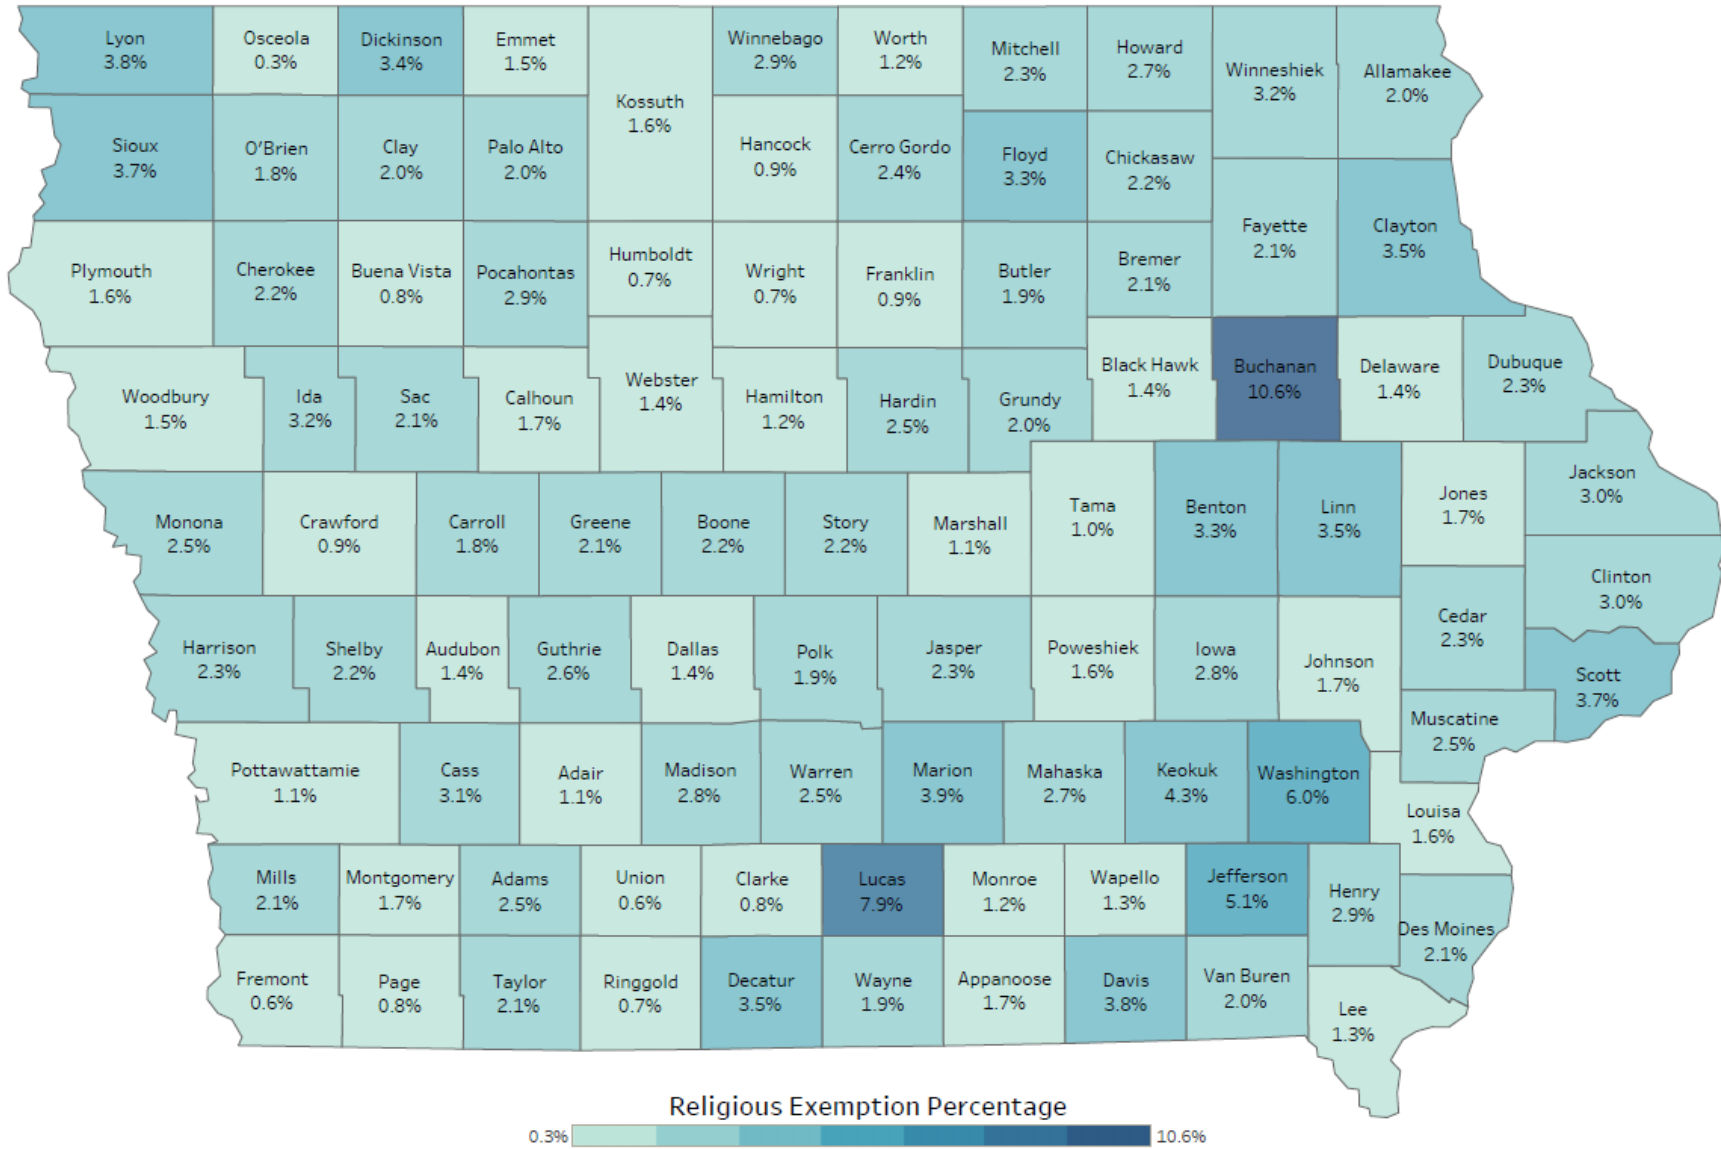 Lyon
3.8%
Osceola
0.3%
Dickinson
3.4%
Emmet
1.5%
Kossuth
1.6%
Winnebago
2.9%
Worth
1.2%
Mitchell
2.3%
Howard
2.7%
Winneshiek
3.2%
Allamakee
2.0%
Sioux
3.7%
O'Brien
1.8%
Clay
2.0%
Palo Alto
2.0%
Hancock
0.9%
Cerro Gordo
2.4%
Floyd
3.3%
Chickasaw
2.2%
Fayette
2.1%
Clayton
3.5%
Plymouth
1.6%
Cherokee
2.2%
Buena Vista
0.8%
Pocahontas
2.9%
Humboldt
0.7%
Wright
0.7%
Franklin
0.9%
Butler
1.9%
Bremer
2.1%
Woodbury
1.5%
Ida
3.2%
Sac
2.1%
Calhoun
1.7%
Webster
1.4%
Hamilton
1.2%
Hardin
2.5%
Grundy
2.0%
Black Hawk
1.4%
Buchanan
10.6%
Delaware
1.4%
Dubuque
2.3%
Monona
2.5%
Crawford
0.9%
Carroll
1.8%
Greene
2.1%
Boone
2.2%
Story
2.2%
Marshall
1.1%
Tama
1.0%
Benton
3.3%
Linn
3.5%
Jones
1.7%
Jackson
3.0%
Clinton
3.0%
Harrison
2.3%
Shelby
2.2%
Audubon
1.4%
Guthrie
2.6%
Dallas
1.4%
Polk
1.9%
Jasper
2.3%
Poweshiek
1.6%
Iowa
2.8%
Johnson
1.7%
Cedar
2.3%
Scott
3.7%
Muscatine
2.5%
Pottawattamie
1.1%
Cass
3.1%
Adair
1.1%
Madison
2.8%
Warren
2.5%
Marion
3.9%
Mahaska
2.7%
Keokuk
4.3%
Washington
6.0%
Louisa
1.6%
Mills
2.1%
Montgomery
1.7%
Adams
2.5%
Union
0.6%
Clarke
0.8%
Lucas
7.9%
Monroe
1.2%
Wapello
1.3%
Jefferson
5.1%
Henry
2.9%
Des Moines
2.1%
Fremont
0.6%
Page
0.8%
Taylor
2.1%
Ringgold
0.7%
Decatur
3.5%
Wayne
1.9%
Appanoose
1.7%
Davis
3.8%
Van Buren
2.0%
Lee
1.3%
Religious Exemption Percentage
0.3%
10.6%